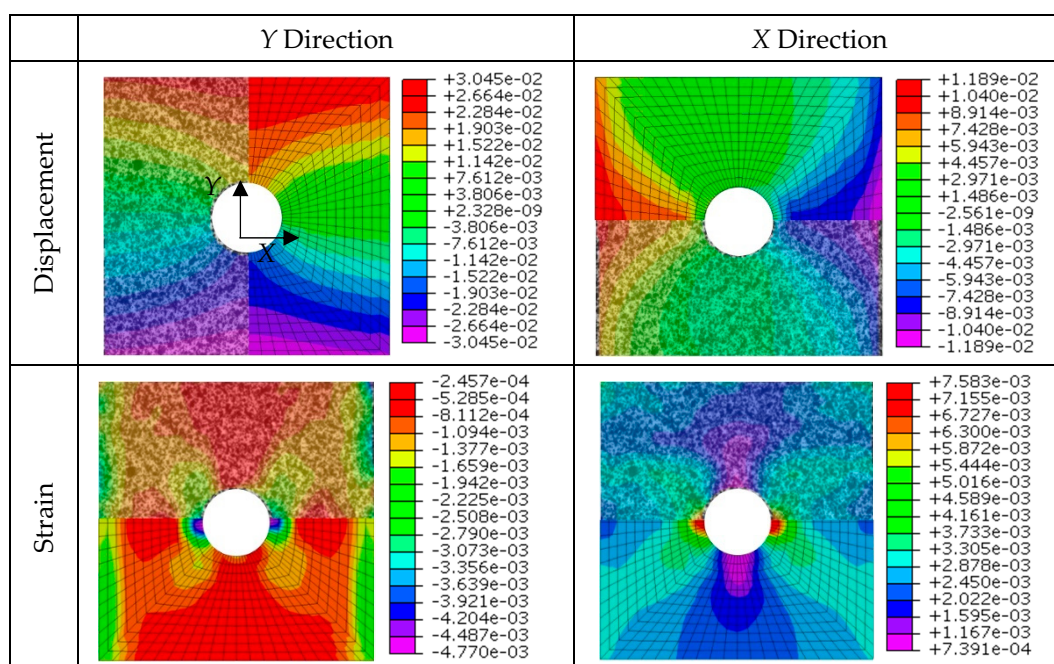 Y Direction
X Direction
Displacement
Y
X
+3.045e-02
+2.664e-02
+2.284e-02
+1.903e-02
+1.522e-02
+1.142e-02
+7.612e-03
+3.806e-03
+2.328e-09
-3.806e-03
-7.612e-03
-1.142e-02
-1.522e-02
-1.903e-02
-2.284e-02
-2.664e-02
-3.045e-02
+1.189e-02
+1.040e-02
+8.914e-03
+7.428e-03
+5.943e-03
+4.457e-03
+2.971e-03
+1.486e-03
-2.561e-09
-1.486e-03
-2.971e-03
-4.457e-03
-5.943e-03
-7.428e-03
-8.914e-03
-1.040e-02
-1.189e-02
Strain
-2.457e-04
-5.285e-04
-8.112e-04
-1.094e-03
-1.377e-03
-1.659e-03
-1.942e-03
-2.225e-03
-2.508e-03
-2.790e-03
-3.073e-03
-3.356e-03
-3.639e-03
-3.921e-03
-4.204e-03
-4.487e-03
-4.770e-03
+7.583e-03
+7.155e-03
+6.727e-03
+6.300e-03
+5.872e-03
+5.444e-03
+5.016e-03
+4.589e-03
+4.161e-03
+3.733e-03
+3.305e-03
+2.878e-03
+2.450e-03
+2.022e-03
+1.595e-03
+1.167e-03
+7.391e-04